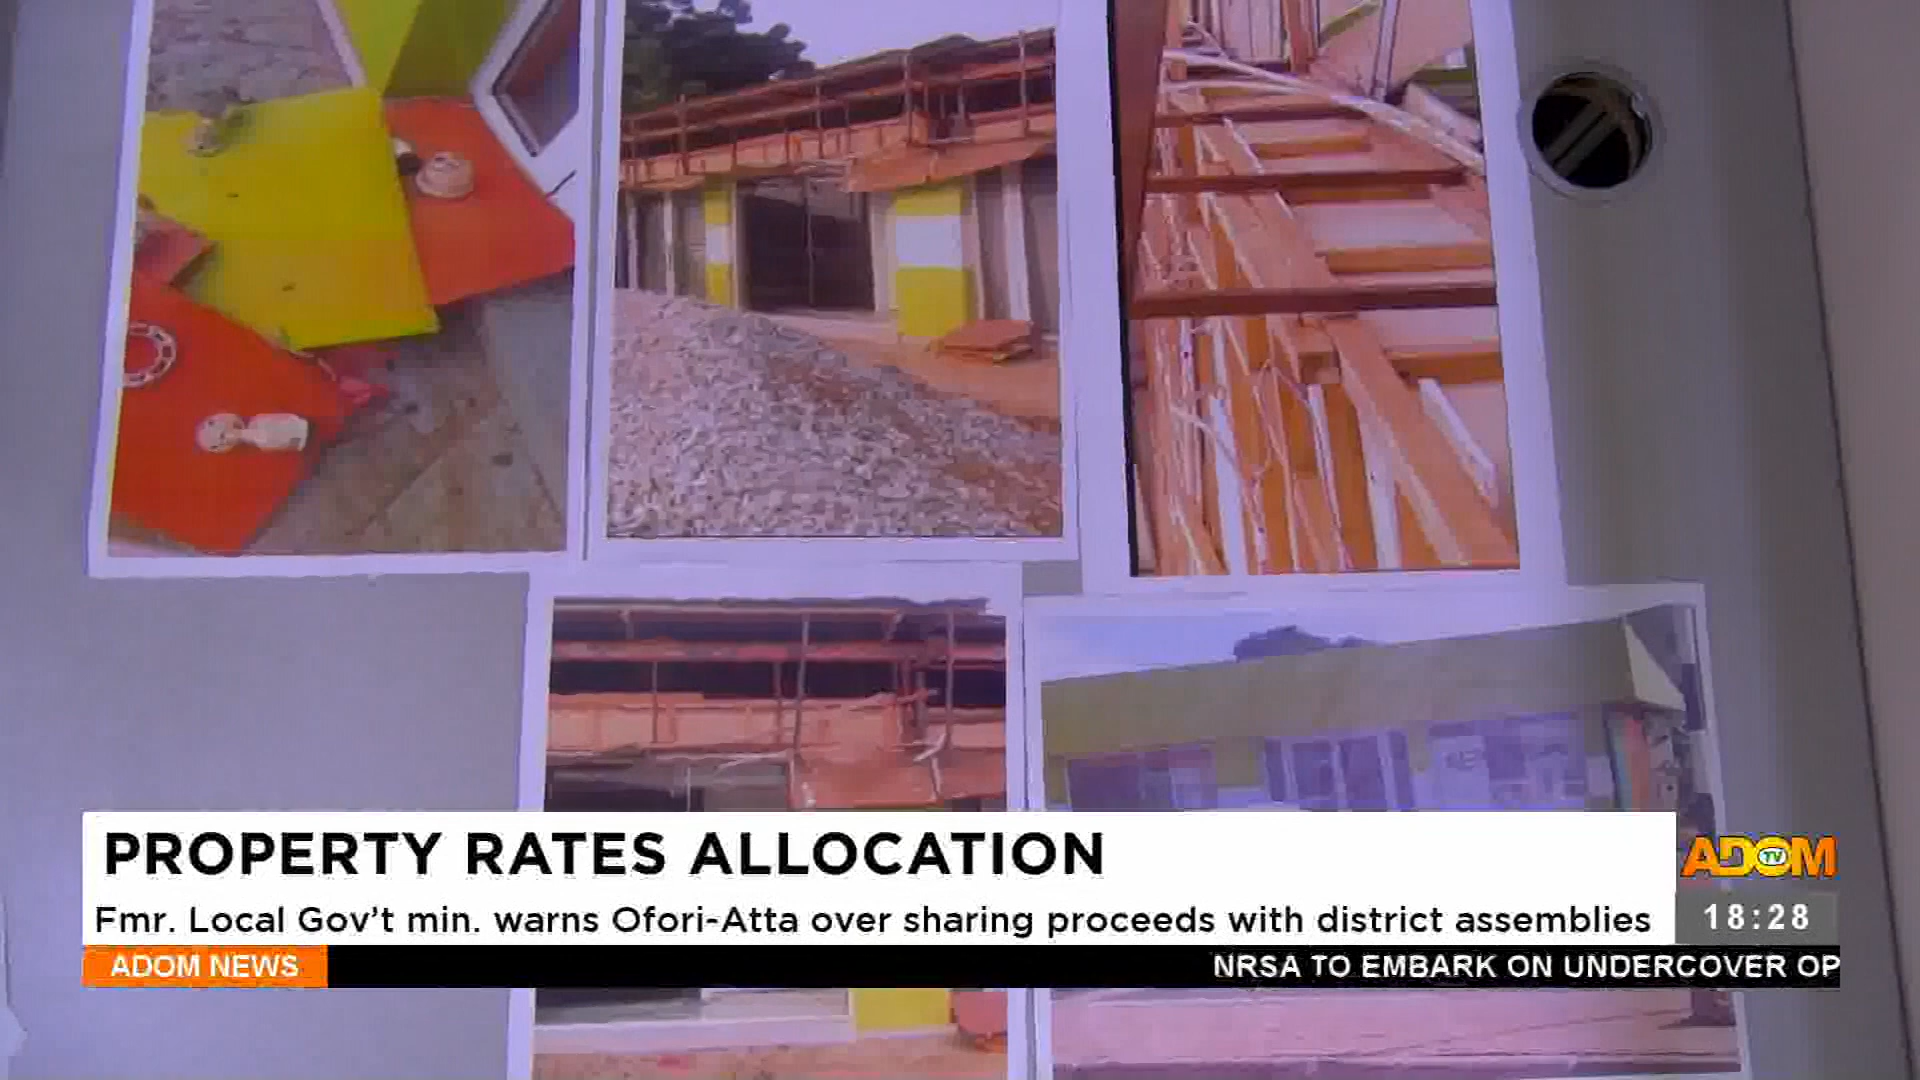 PROPERTY RATES ALLOCATION
Fmr. Local Gov't min. warns Ofori-Atta over sharing proceeds with district assemblies
ADOM TV
18:28
ADOM NEWS
NRSA TO EMBARK ON UNDERCOVER OP